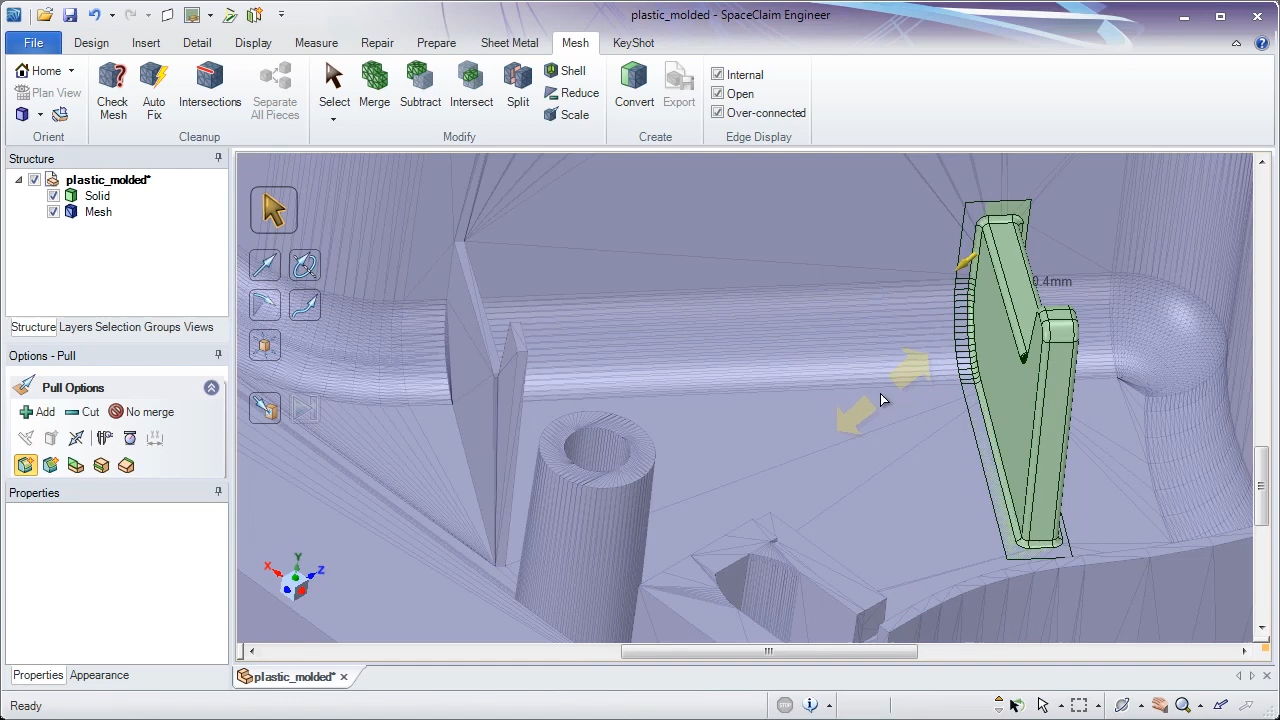 plastic_molded - SpaceClaim Engineer
File Design Insert Detail Display Measure Repair Prepare Sheet Metal Mesh KeyShot
Home
Plan View
Orient
Check Mesh
Auto Fix
Intersections
Separate All Pieces
Cleanup
Select
Merge
Subtract
Intersect
Split
Shell
Reduce
Scale
Modify
Convert
Export
Create
Internal
Open
Over-connected
Edge Display
Structure
plastic_molded*
Solid
Mesh
Structure Layers Selection Groups Views
Options - Pull
Pull Options
Add Cut No merge
Properties
Properties Appearance
0.4mm
X Y Z
plastic_molded*
Ready